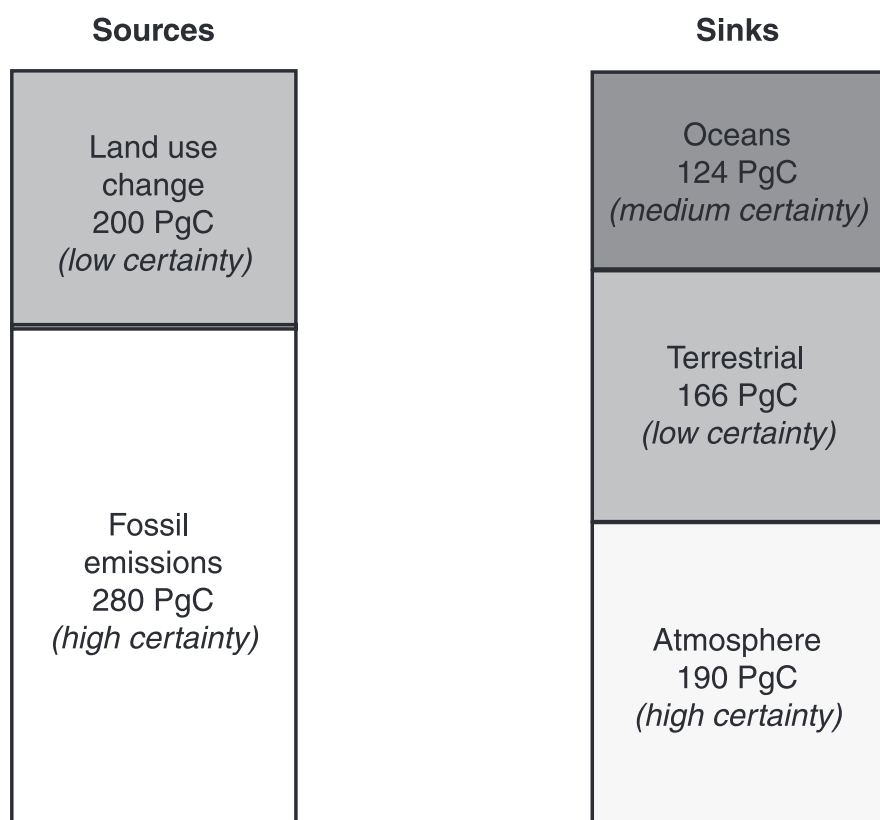 Sources
Land use
change
200 PgC
(low certainty)
Fossil
emissions
280 PgC
(high certainty)
Sinks
Oceans
124 PgC
(medium certainty)
Terrestrial
166 PgC
(low certainty)
Atmosphere
190 PgC
(high certainty)